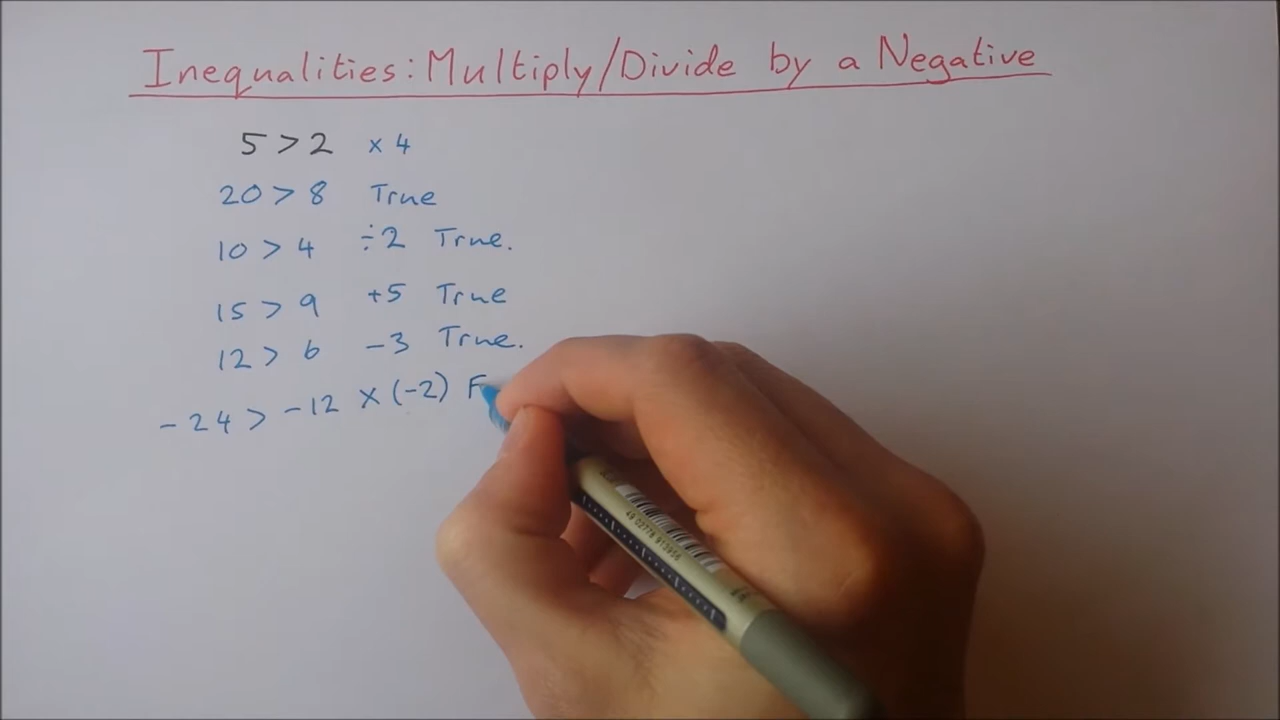 Inequalities: Multiply/Divide by a Negative
5 > 2 x 4
20 > 8 True
10 > 4 ÷2 True.
15 > 9 +5 True
12 > 6 -3 True.
-24 > -12 x (-2) F